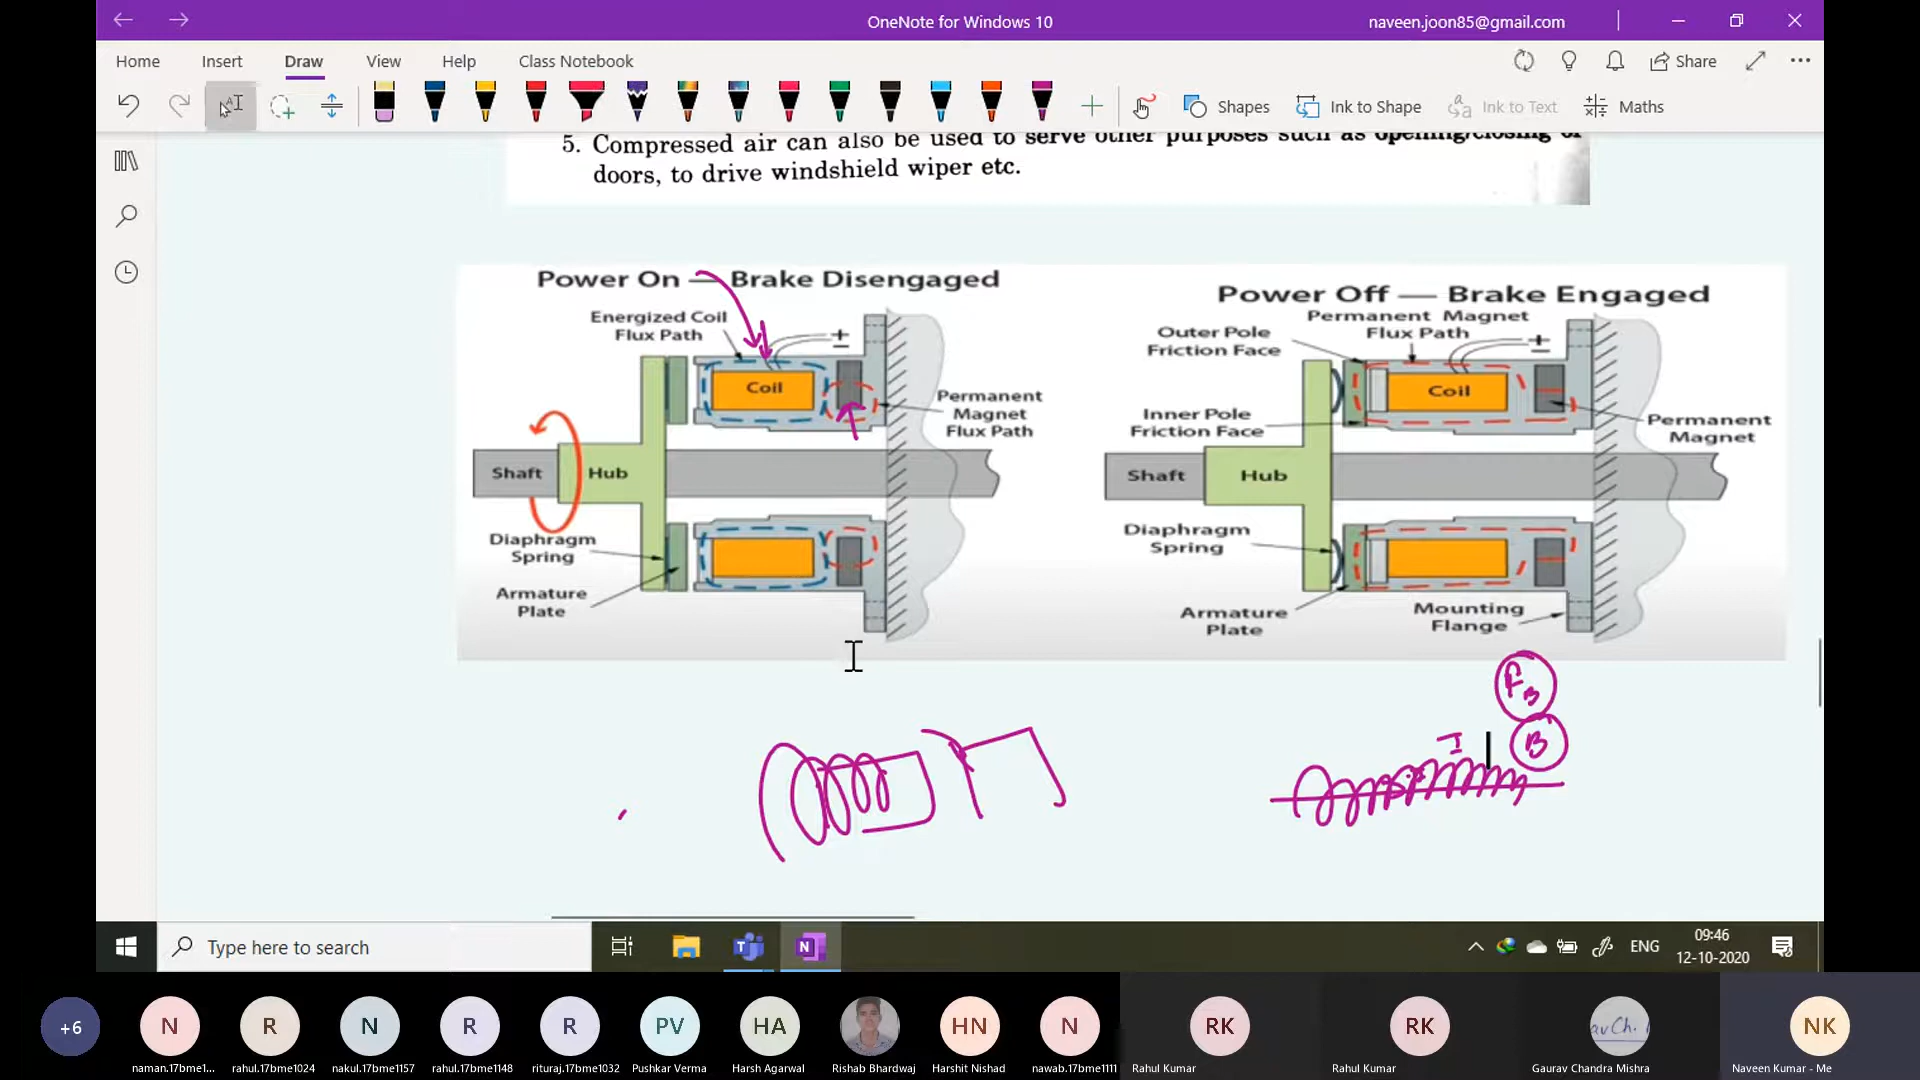 OneNote for Windows 10
naveen.joon85@gmail.com
Home Insert Draw View Help Class Notebook
Share
Shapes Ink to Shape Ink to Text Maths
5. Compressed air can also be used to serve other purposes such as opening/closing of
doors, to drive windshield wiper etc.
Power On — Brake Disengaged
Energized Coil
Flux Path
±
Coil
Permanent
Magnet
Flux Path
Shaft
Hub
Diaphragm
Spring
Armature
Plate
Power Off — Brake Engaged
Permanent Magnet
Flux Path
Outer Pole
Friction Face
±
Coil
Inner Pole
Friction Face
Permanent
Magnet
Shaft
Hub
Diaphragm
Spring
Armature
Plate
Mounting
Flange
B
I
Type here to search
ENG
09:46
12-10-2020
+6
N
R
N
R
R
PV
HA
HN
N
RK
RK
NK
naman.17bme1...
rahul.17bme1024
nakul.17bme1157
rahul.17bme1148
rituraj.17bme1032
Pushkar Verma
Harsh Agarwal
Rishab Bhardwaj
Harshit Nishad
nawab.17bme1111
Rahul Kumar
Rahul Kumar
Gaurav Chandra Mishra
Naveen Kumar - Me